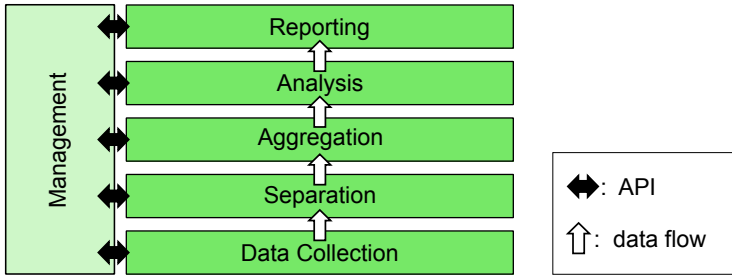 Management
Reporting
Analysis
Aggregation
Separation
Data Collection
: API
: data flow